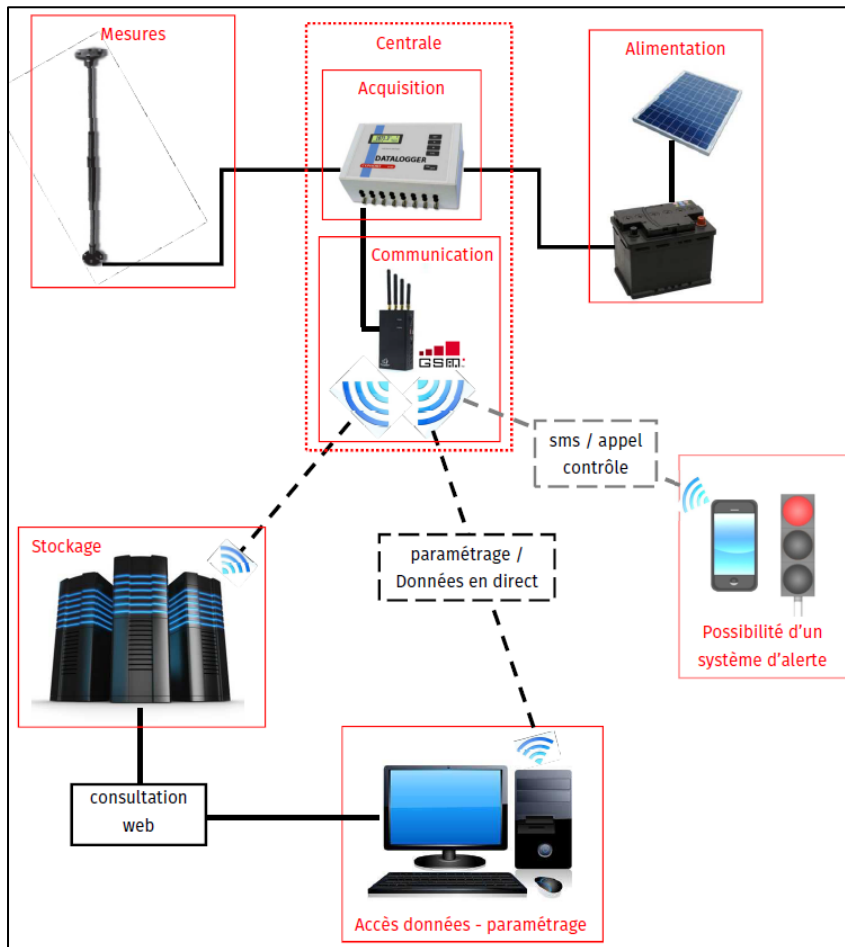 Mesures
Centrale
Alimentation
Acquisition
DATALOGGER
Communication
sms / appel
contrôle
Stockage
paramétrage /
Données en direct
Possibilité d'un
système d'alerte
consultation
web
Accès données - paramétrage